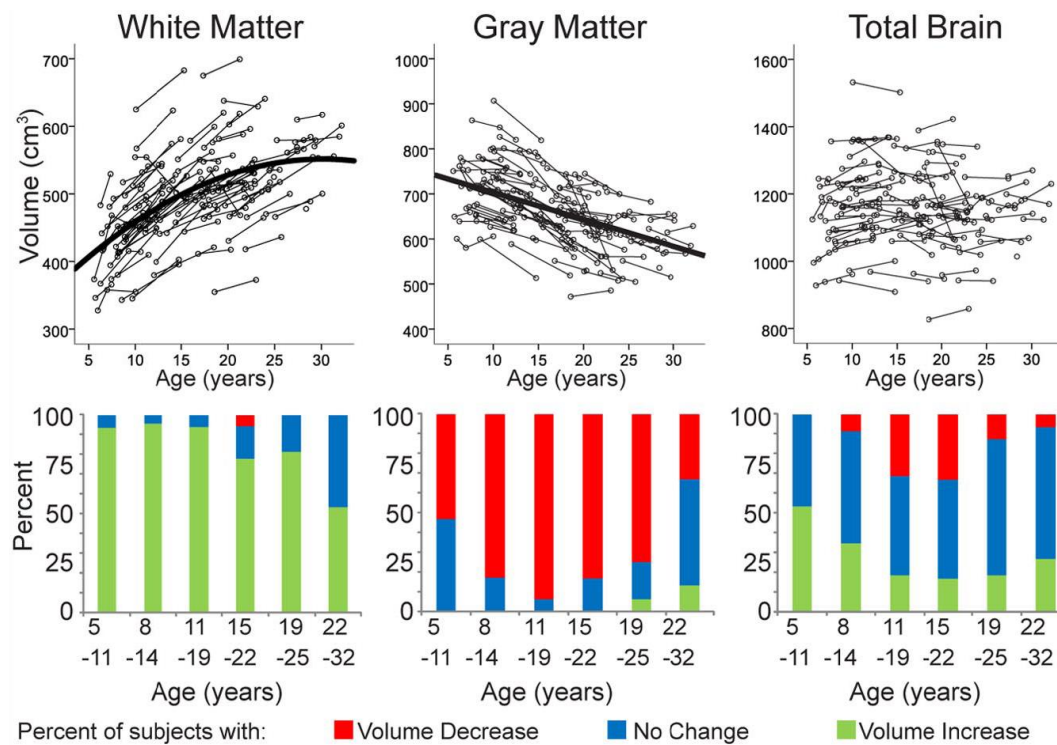 White Matter Gray Matter Total Brain
Volume (cm³)
700
600
500
400
300
5 10 15 20 25 30
Age (years)
1000
900
800
700
600
500
400
5 10 15 20 25 30
Age (years)
1600
1400
1200
1000
800
5 10 15 20 25 30
Age (years)
Percent
100
75
50
25
0
5 8 11 15 19 22
-11 -14 -19 -22 -25 -32
Age (years)
100
75
50
25
0
5 8 11 15 19 22
-11 -14 -19 -22 -25 -32
Age (years)
100
75
50
25
0
5 8 11 15 19 22
-11 -14 -19 -22 -25 -32
Age (years)
Percent of subjects with: Volume Decrease No Change Volume Increase